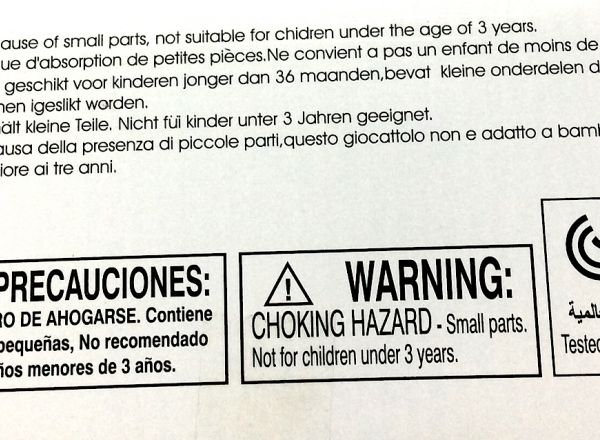 ause of small parts, not suitable for chidren under the age of 3 years.
ue d'absorption de petites pièces.Ne convient a pas un enfant de moins de
geschikt voor kinderen jonger dan 36 maanden,bevat kleine onderdelen d
nen igeslikt worden.
ält kleine Teile. Nicht füi kinder unter 3 Jahren geeignet.
ausa della presenza di piccole parti,questo giocattolo non e adatto a bamb
iore ai tre anni.
PRECAUCIONES:
RO DE AHOGARSE. Contiene
pequeñas, No recomendado
ños menores de 3 años.
WARNING:
CHOKING HAZARD - Small parts.
Not for children under 3 years.
المية
Tested